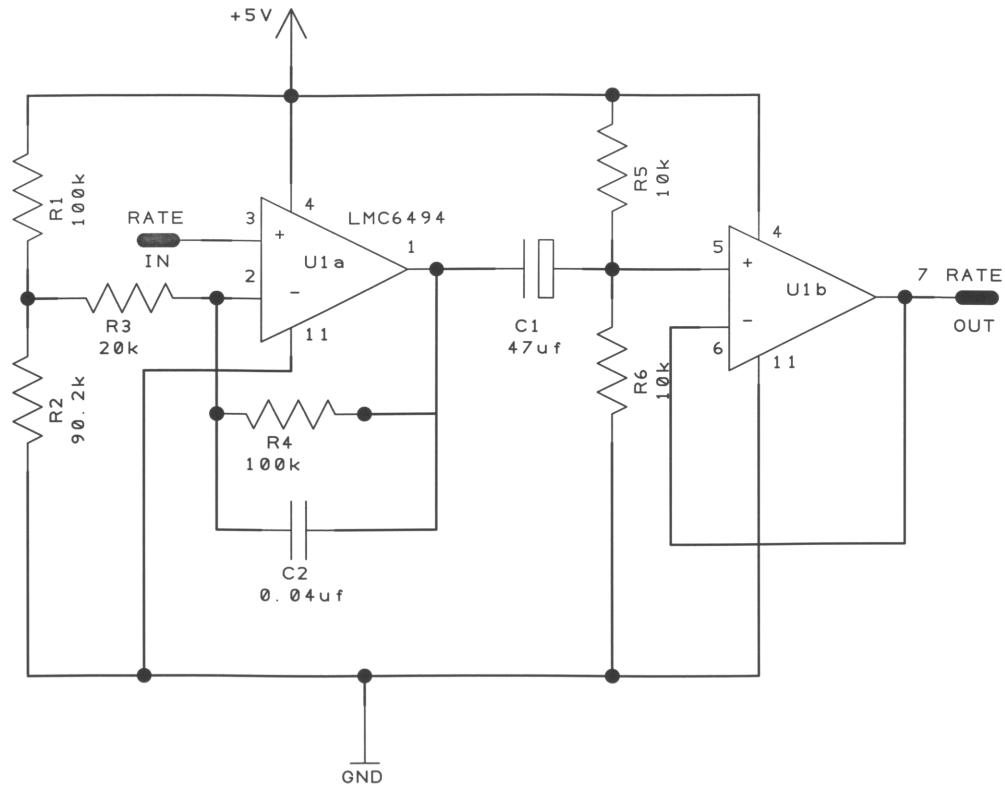 +5V
R1
100k
RATE
IN
3
4
LMC6494
+
U1a
1
2
-
11
R3
20k
R2
90.2k
R4
100k
C2
0.04uf
C1
47uf
R5
10k
R6
10k
5
4
+
U1b
-
6
11
7 RATE
OUT
GND